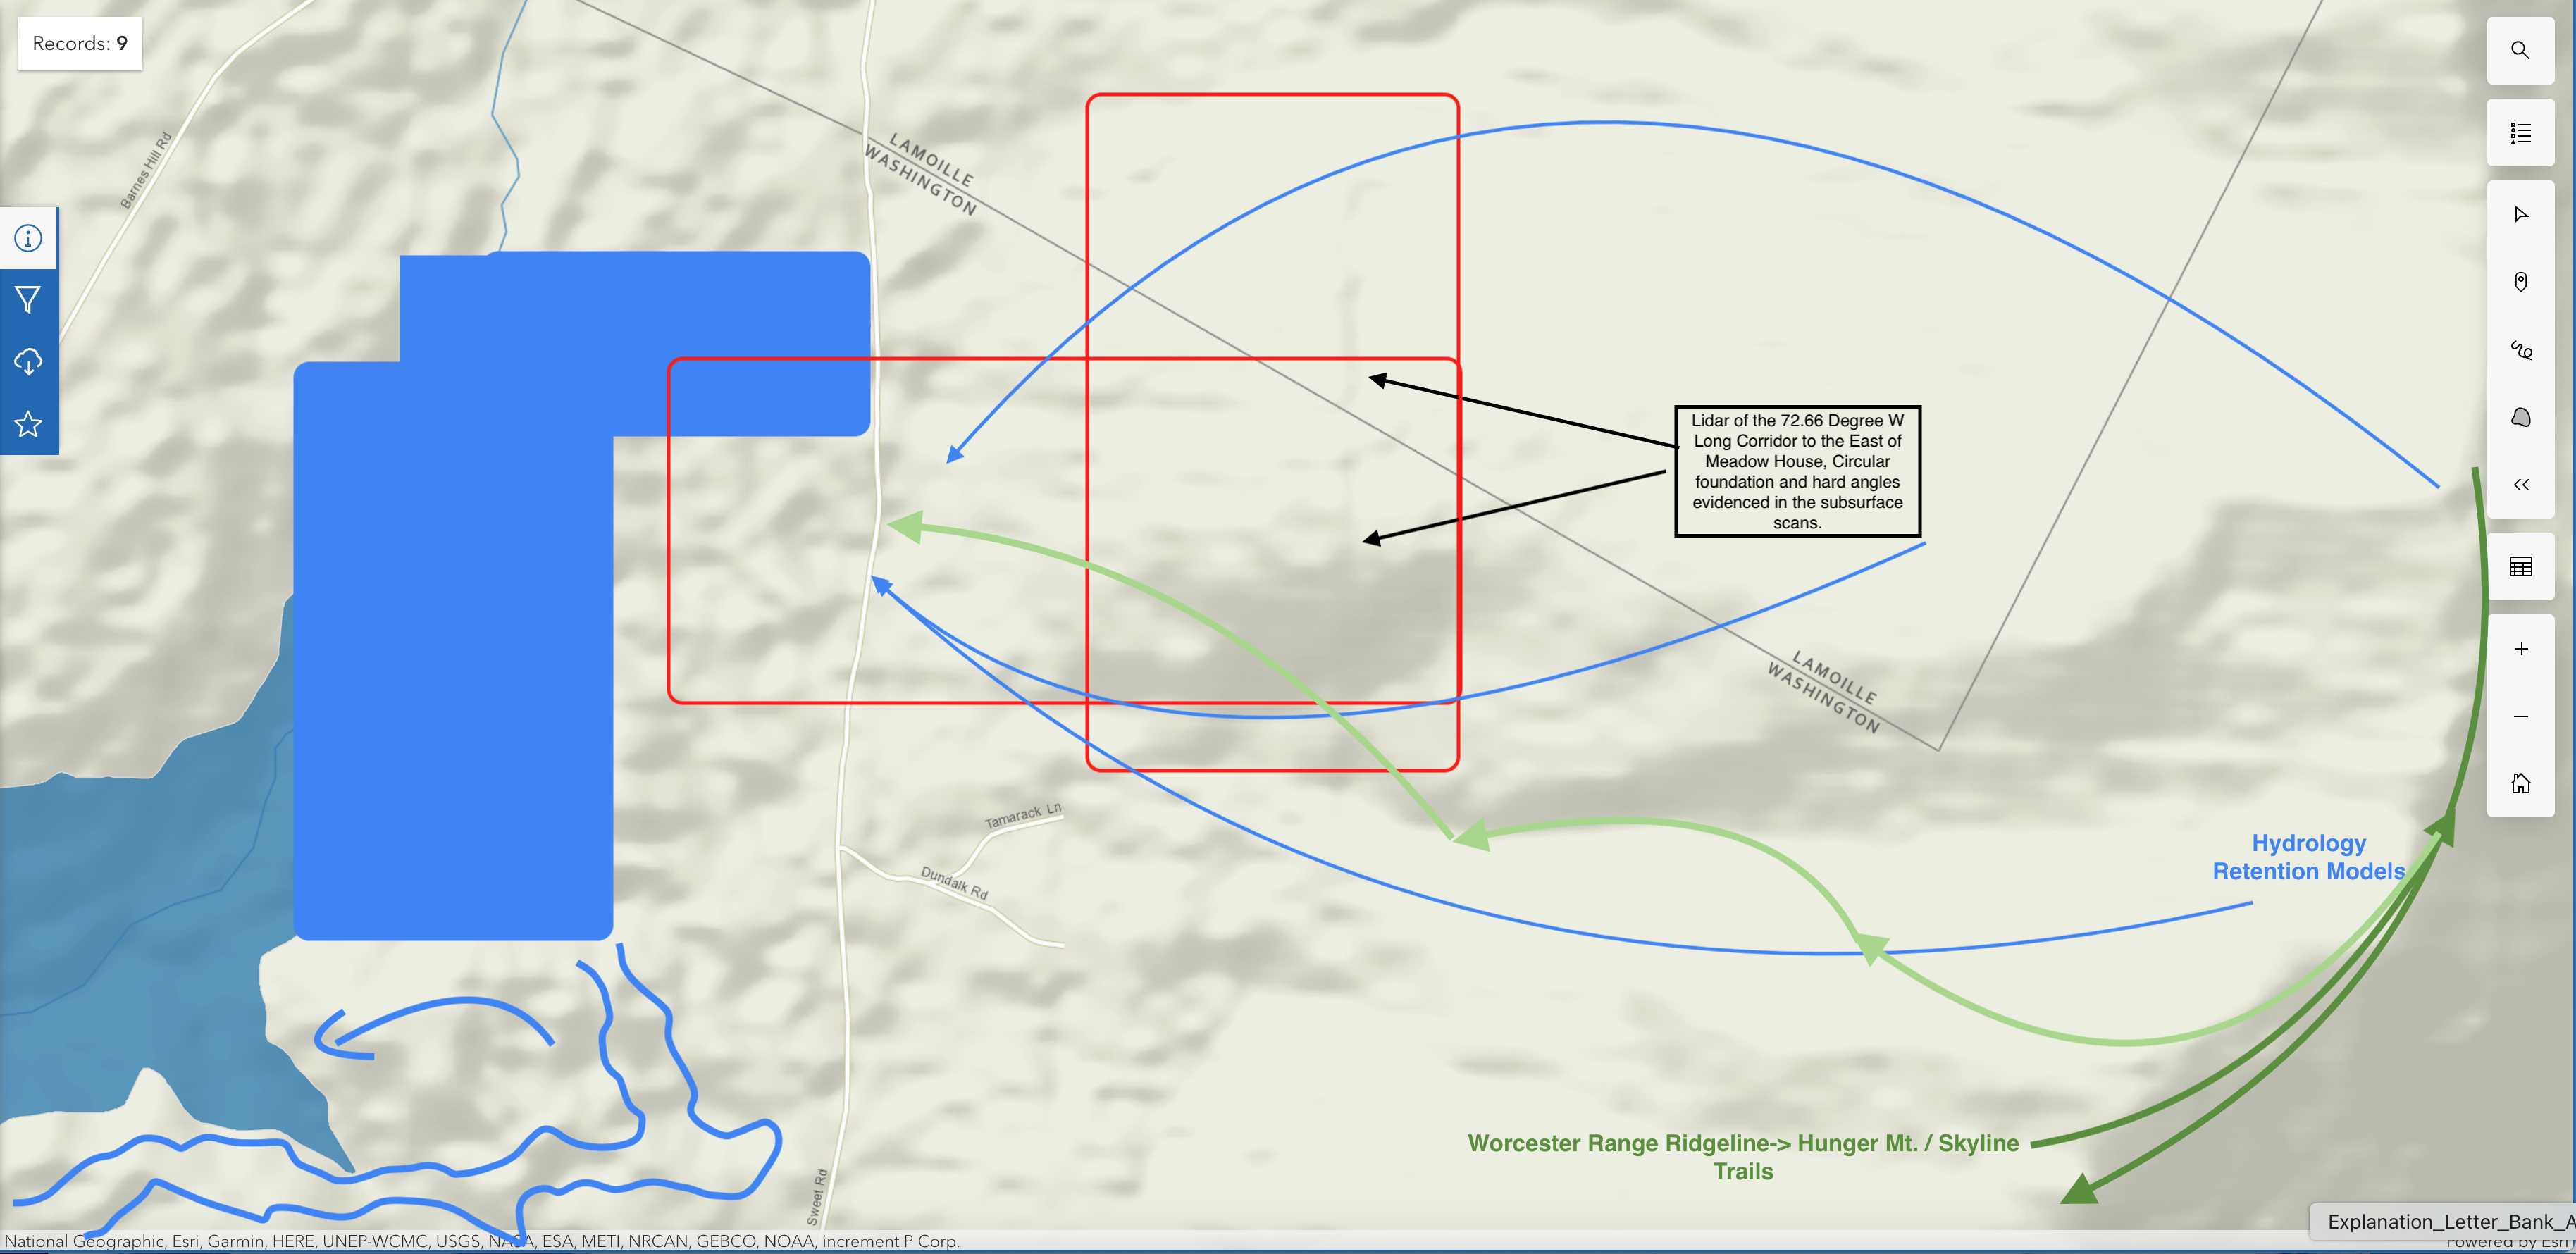 Records: 9
Barnes Hill Rd
LAMOILLE
WASHINGTON
Lidar of the 72.66 Degree W
Long Corridor to the East of
Meadow House, Circular
foundation and hard angles
evidenced in the subsurface
scans.
LAMOILLE
WASHINGTON
Tamarack Ln
Dundalk Rd
Hydrology
Retention Models
Worcester Range Ridgeline-> Hunger Mt. / Skyline
Trails
Sweet Rd
Explanation_Letter_Bank_A
National Geographic, Esri, Garmin, HERE, UNEP-WCMC, USGS, NASA, ESA, METI, NRCAN, GEBCO, NOAA, increment P Corp.
Powered by Esri